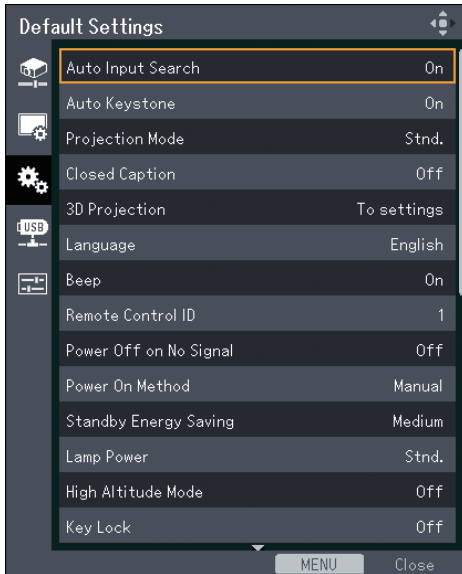 Default Settings
Auto Input Search On
Auto Keystone On
Projection Mode Stnd.
Closed Caption Off
3D Projection To settings
USB
Language English
Beep On
Remote Control ID 1
Power Off on No Signal Off
Power On Method Manual
Standby Energy Saving Medium
Lamp Power Stnd.
High Altitude Mode Off
Key Lock Off
MENU Close